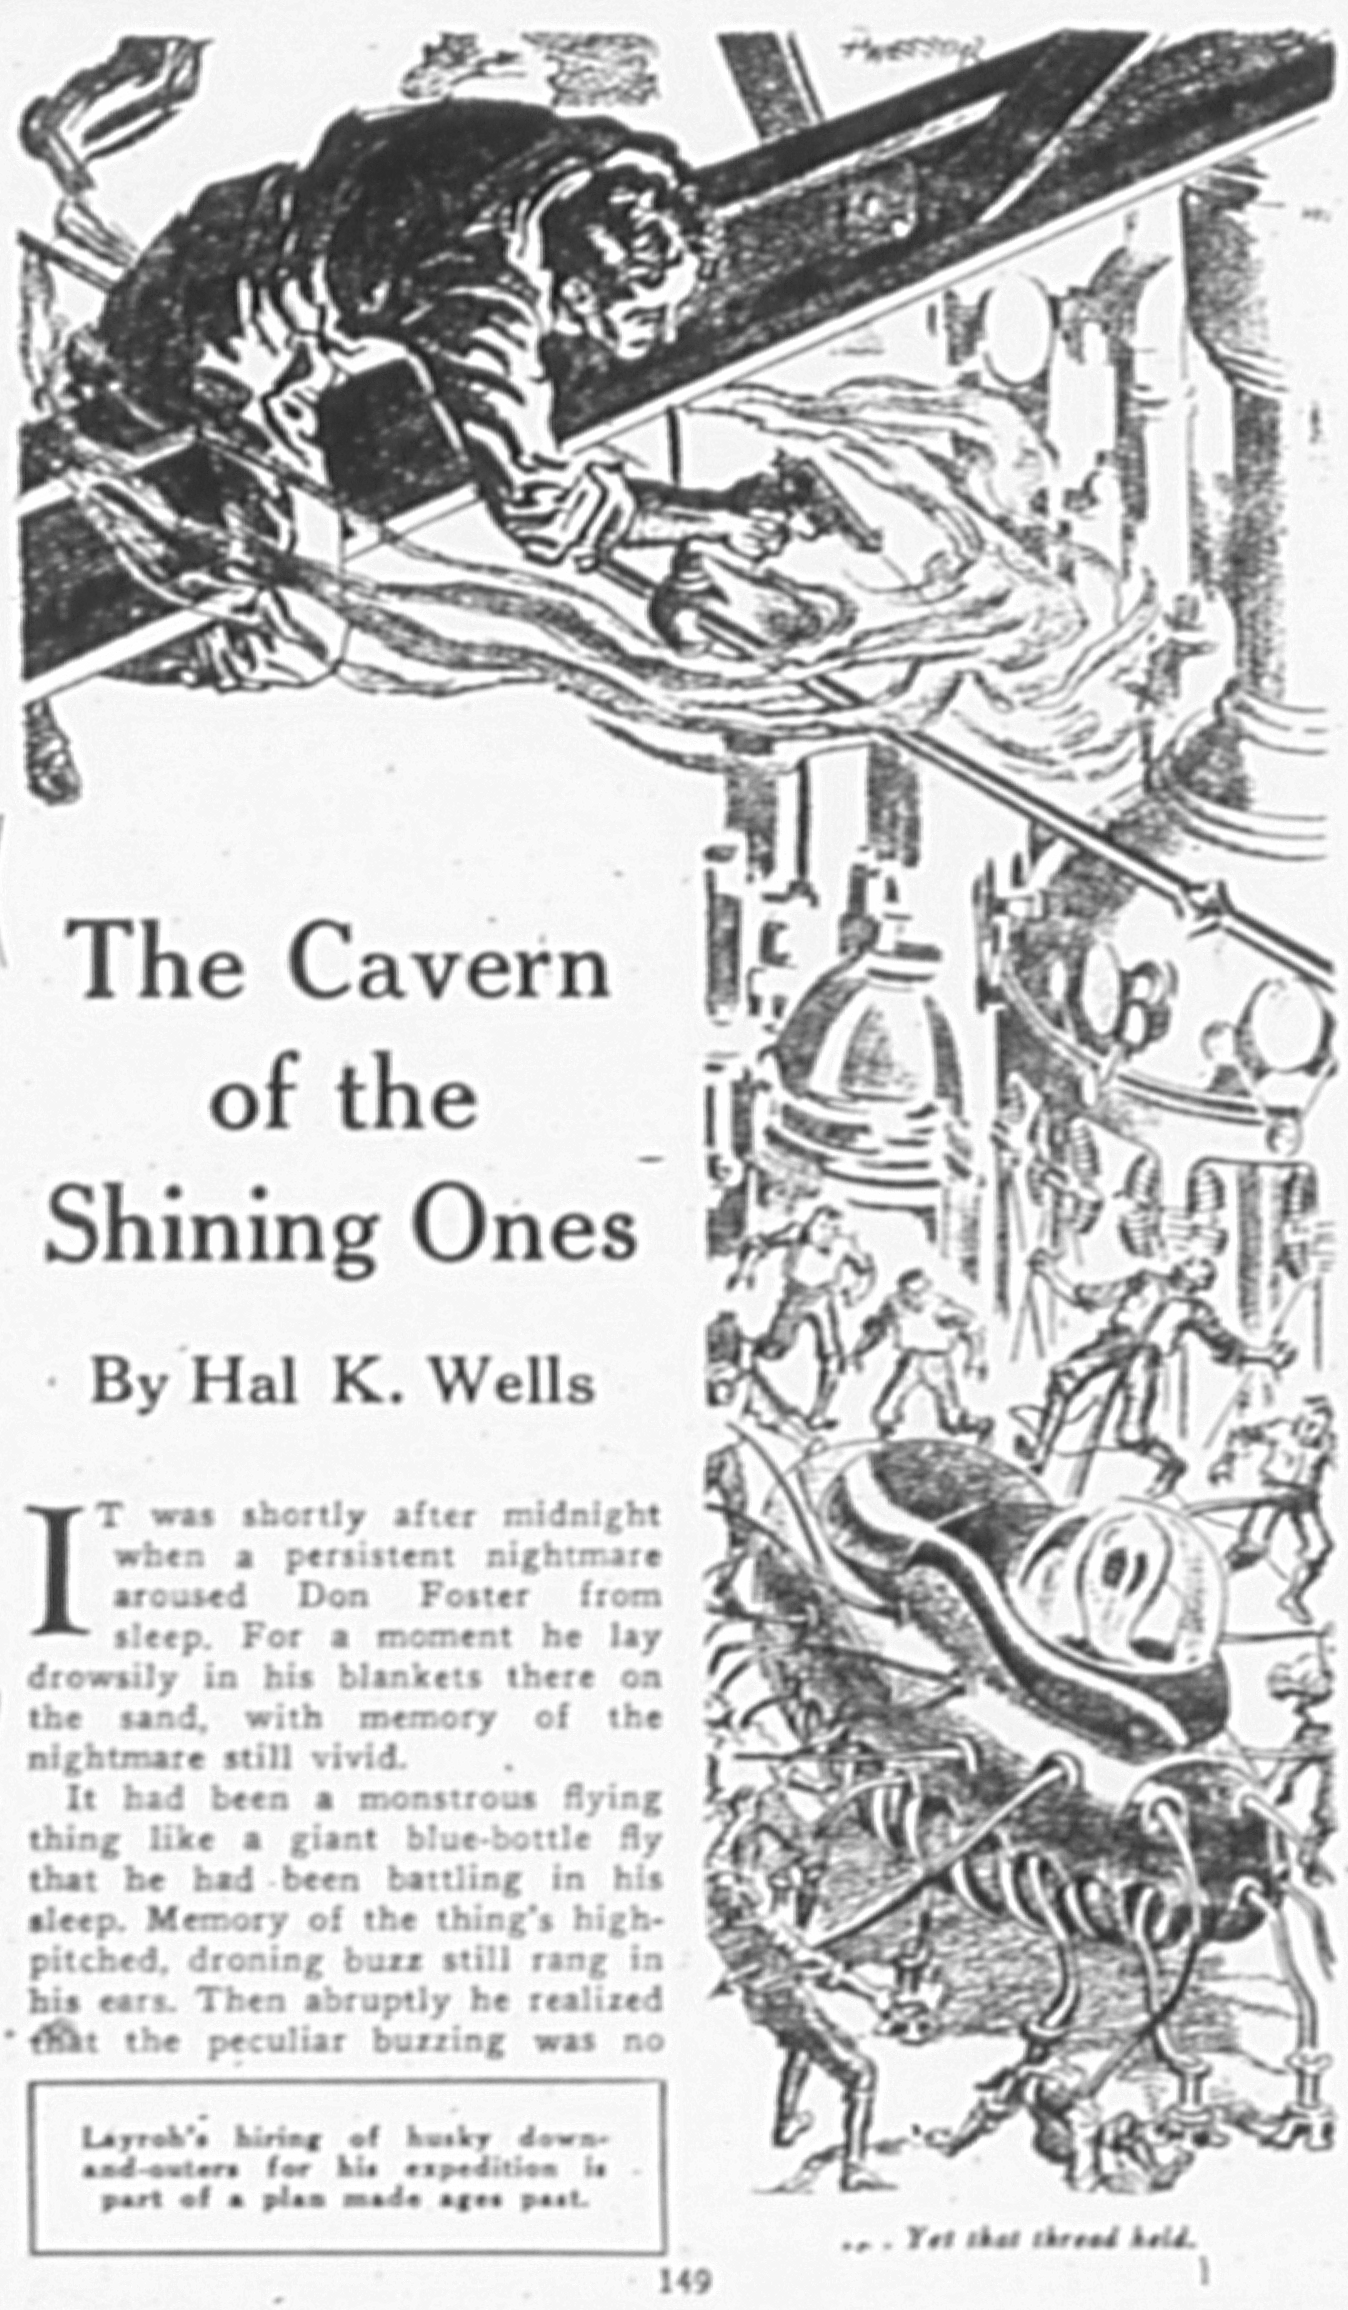 The Cavern
of the
Shining Ones
By Hal K. Wells
IT was shortly after midnight
when a persistent nightmare
aroused Don Foster from
sleep. For a moment he lay
drowsily in his blankets there on
the sand, with memory of the
nightmare still vivid.
It had been a monstrous flying
thing like a giant blue-bottle fly
that he had been battling in his
sleep. Memory of the thing's high-
pitched, droning buzz still rang in
his ears. Then abruptly he realized
that the peculiar buzzing was no
Layroh's hiring of husky down-
and-outers for his expedition is
part of a plan made ages past.
. . . Yet that thread held.
149